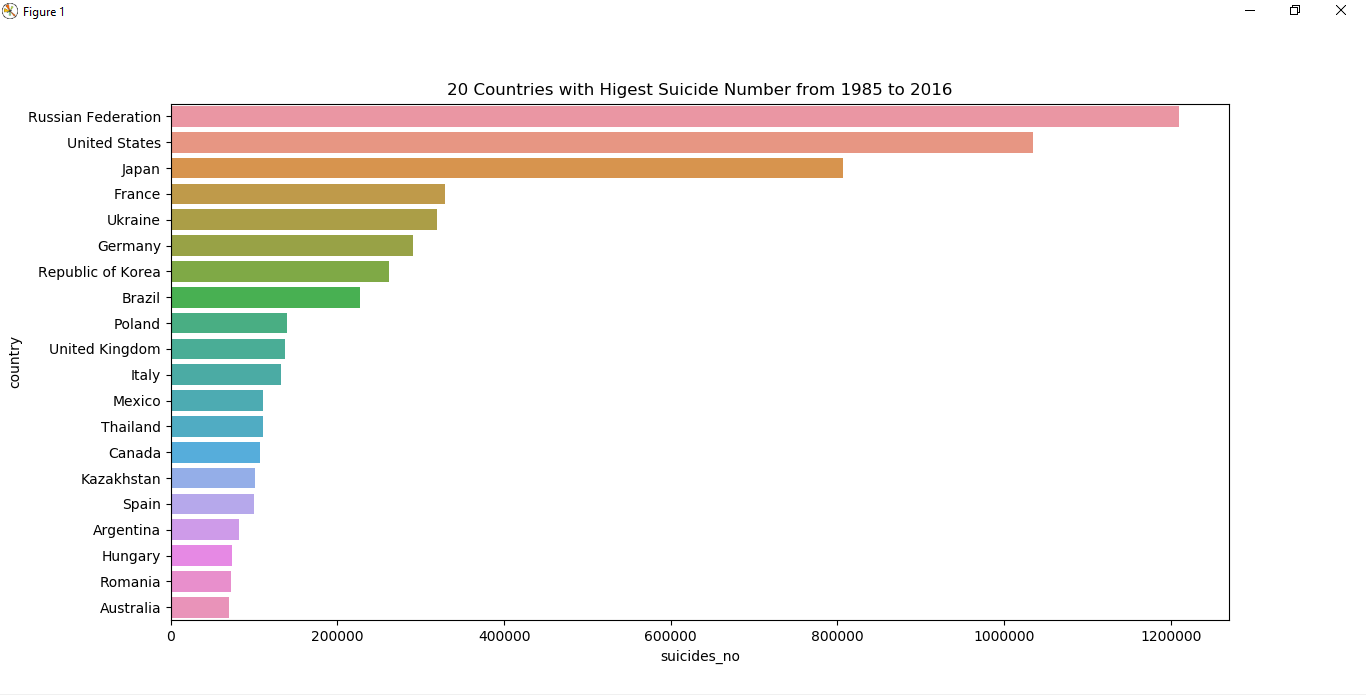 Figure 1
20 Countries with Higest Suicide Number from 1985 to 2016
Russian Federation
United States
Japan
France
Ukraine
Germany
Republic of Korea
Brazil
Poland
United Kingdom
Italy
Mexico
Thailand
Canada
Kazakhstan
Spain
Argentina
Hungary
Romania
Australia
country
0 200000 400000 600000 800000 1000000 1200000
suicides_no